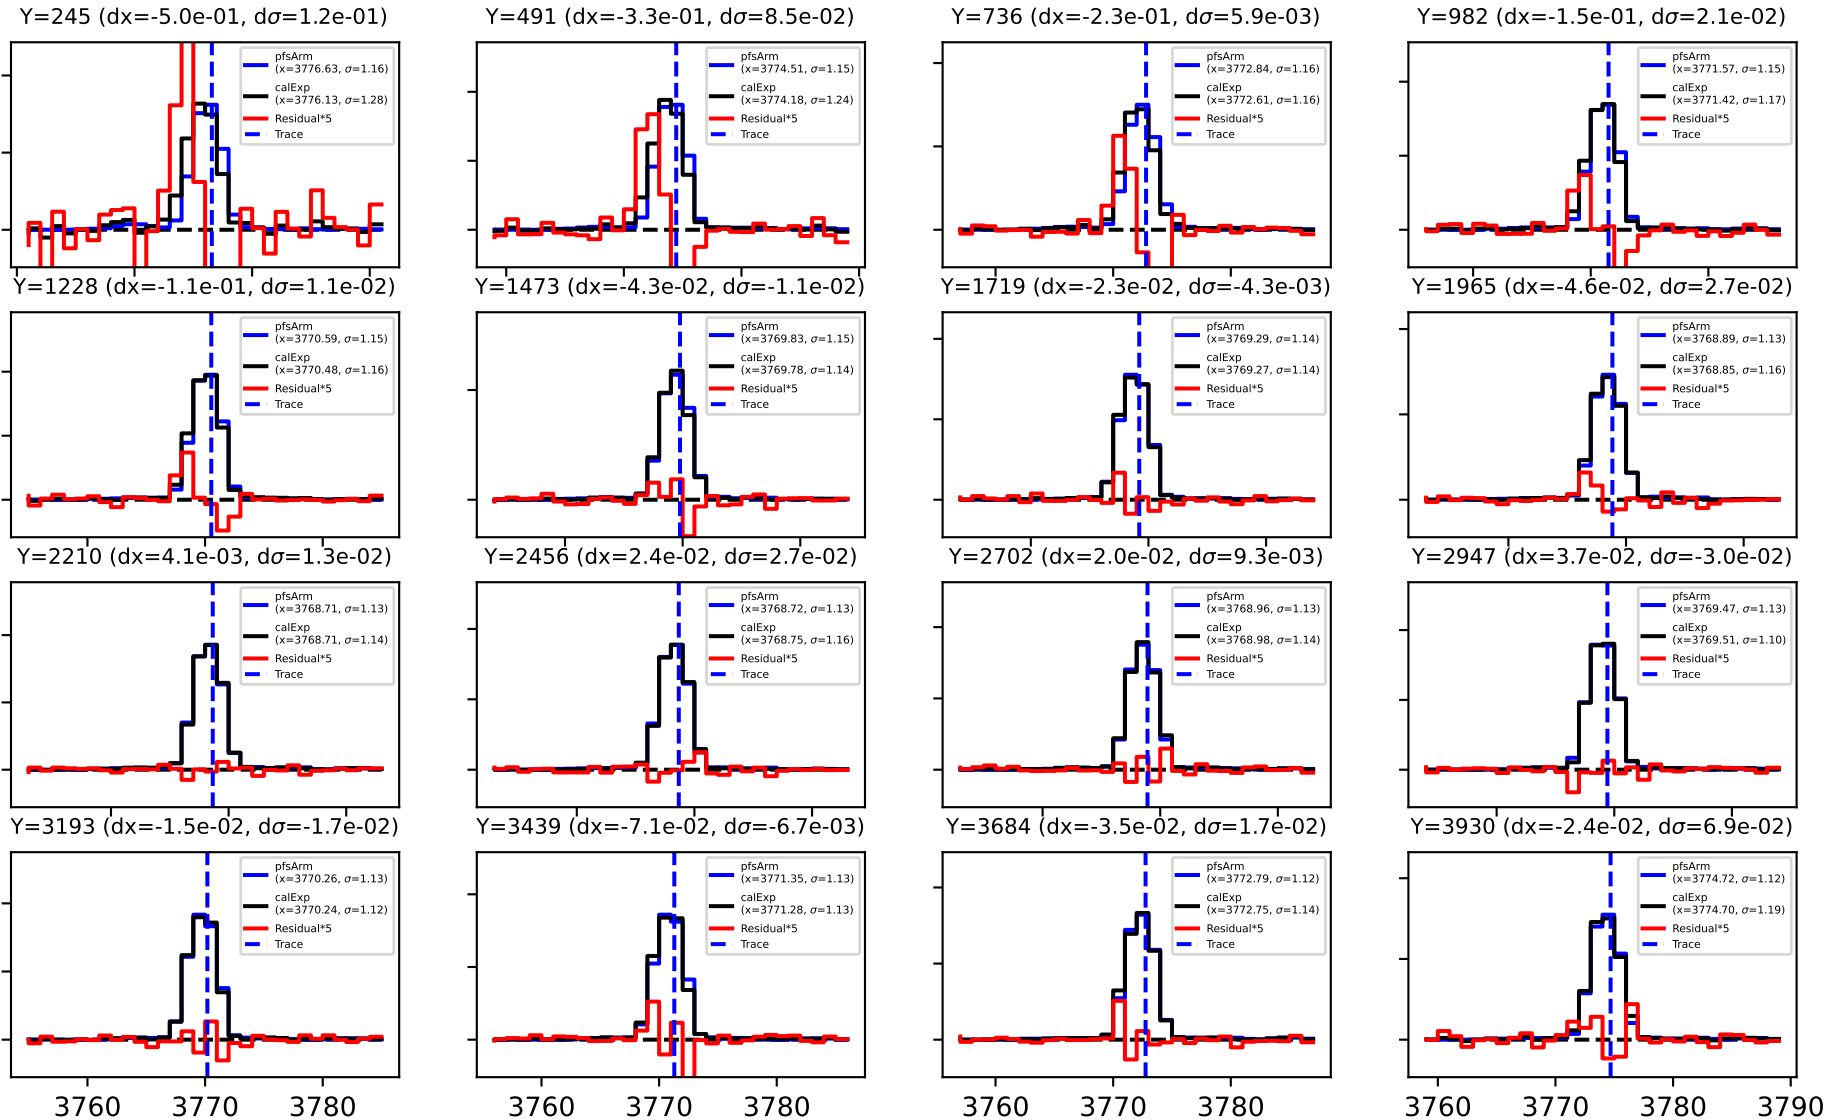 Y=245 (dx=-5.0e-01, dσ=1.2e-01)
pfsArm
(x=3776.63, σ=1.16)
calExp
(x=3776.13, σ=1.28)
Residual*5
Trace
Y=491 (dx=-3.3e-01, dσ=8.5e-02)
pfsArm
(x=3774.51, σ=1.15)
calExp
(x=3774.18, σ=1.24)
Residual*5
Trace
Y=736 (dx=-2.3e-01, dσ=5.9e-03)
pfsArm
(x=3772.84, σ=1.16)
calExp
(x=3772.61, σ=1.16)
Residual*5
Trace
Y=982 (dx=-1.5e-01, dσ=2.1e-02)
pfsArm
(x=3771.57, σ=1.15)
calExp
(x=3771.42, σ=1.17)
Residual*5
Trace
Y=1228 (dx=-1.1e-01, dσ=1.1e-02)
pfsArm
(x=3770.59, σ=1.15)
calExp
(x=3770.48, σ=1.16)
Residual*5
Trace
Y=1473 (dx=-4.3e-02, dσ=-1.1e-02)
pfsArm
(x=3769.83, σ=1.15)
calExp
(x=3769.78, σ=1.14)
Residual*5
Trace
Y=1719 (dx=-2.3e-02, dσ=-4.3e-03)
pfsArm
(x=3769.29, σ=1.14)
calExp
(x=3769.27, σ=1.14)
Residual*5
Trace
Y=1965 (dx=-4.6e-02, dσ=2.7e-02)
pfsArm
(x=3768.89, σ=1.13)
calExp
(x=3768.85, σ=1.16)
Residual*5
Trace
Y=2210 (dx=4.1e-03, dσ=1.3e-02)
pfsArm
(x=3768.71, σ=1.13)
calExp
(x=3768.71, σ=1.14)
Residual*5
Trace
Y=2456 (dx=2.4e-02, dσ=2.7e-02)
pfsArm
(x=3768.72, σ=1.13)
calExp
(x=3768.75, σ=1.16)
Residual*5
Trace
Y=2702 (dx=2.0e-02, dσ=9.3e-03)
pfsArm
(x=3768.96, σ=1.13)
calExp
(x=3768.98, σ=1.14)
Residual*5
Trace
Y=2947 (dx=3.7e-02, dσ=-3.0e-02)
pfsArm
(x=3769.47, σ=1.13)
calExp
(x=3769.51, σ=1.10)
Residual*5
Trace
Y=3193 (dx=-1.5e-02, dσ=-1.7e-02)
pfsArm
(x=3770.26, σ=1.13)
calExp
(x=3770.24, σ=1.12)
Residual*5
Trace
Y=3439 (dx=-7.1e-02, dσ=-6.7e-03)
pfsArm
(x=3771.35, σ=1.13)
calExp
(x=3771.28, σ=1.13)
Residual*5
Trace
Y=3684 (dx=-3.5e-02, dσ=1.7e-02)
pfsArm
(x=3772.79, σ=1.12)
calExp
(x=3772.75, σ=1.14)
Residual*5
Trace
Y=3930 (dx=-2.4e-02, dσ=6.9e-02)
pfsArm
(x=3774.72, σ=1.12)
calExp
(x=3774.70, σ=1.19)
Residual*5
Trace
3760 3770 3780
3760 3770 3780
3760 3770 3780
3760 3770 3780 3790